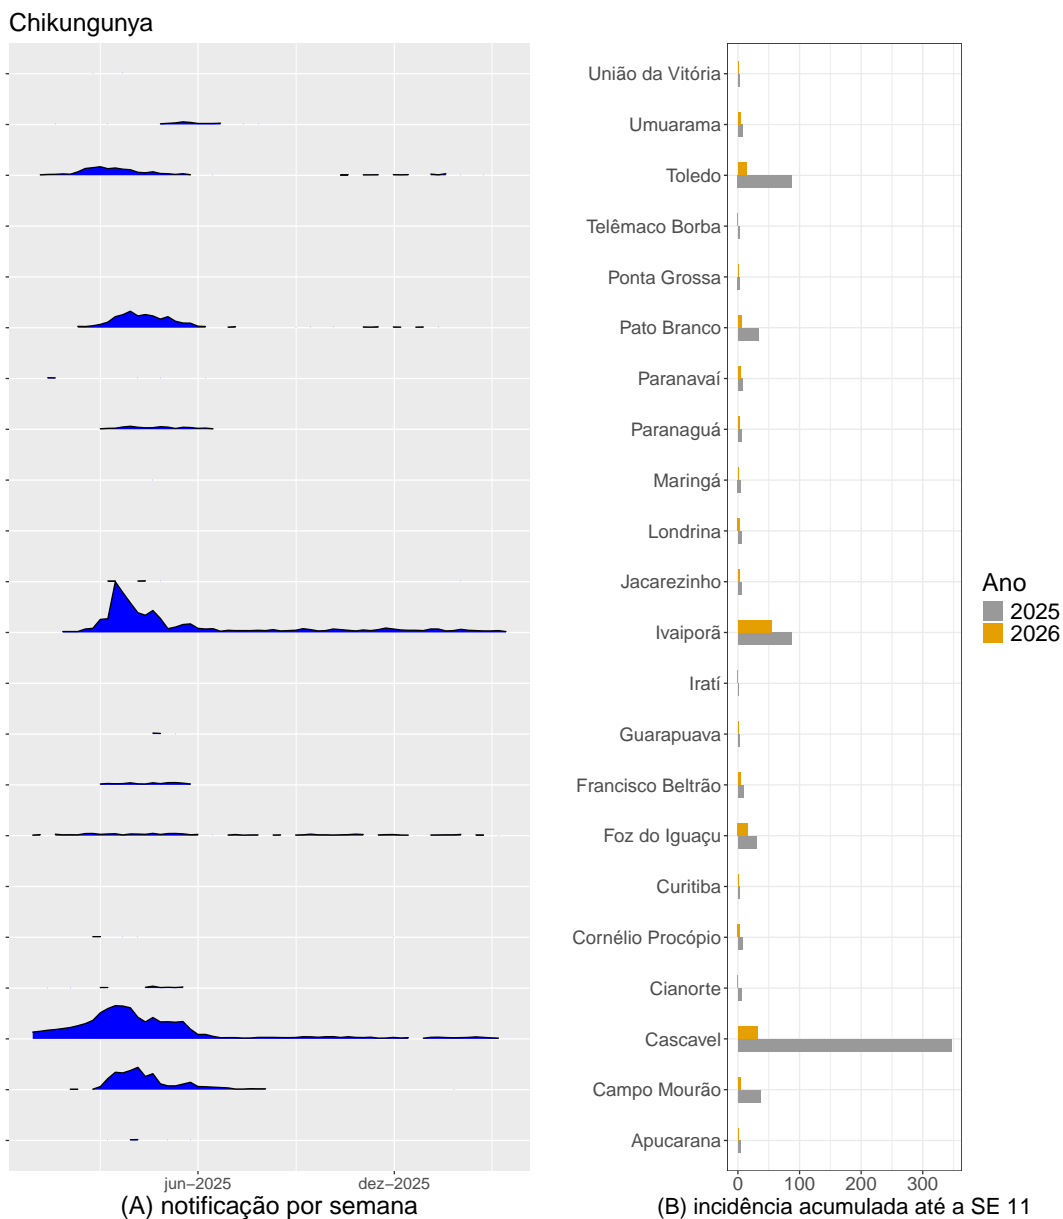 Chikungunya
União da Vitória
Umuarama
Toledo
Telêmaco Borba
Ponta Grossa
Pato Branco
Paranavaí
Paranaguá
Maringá
Londrina
Jacarezinho
Ivaiporã
Iratí
Guarapuava
Francisco Beltrão
Foz do Iguaçu
Curitiba
Cornélio Procópio
Cianorte
Cascavel
Campo Mourão
Apucarana
Ano
2025
2026
jun−2025 dez−2025
0 100 200 300
(A) notificação por semana
(B) incidência acumulada até a SE 11